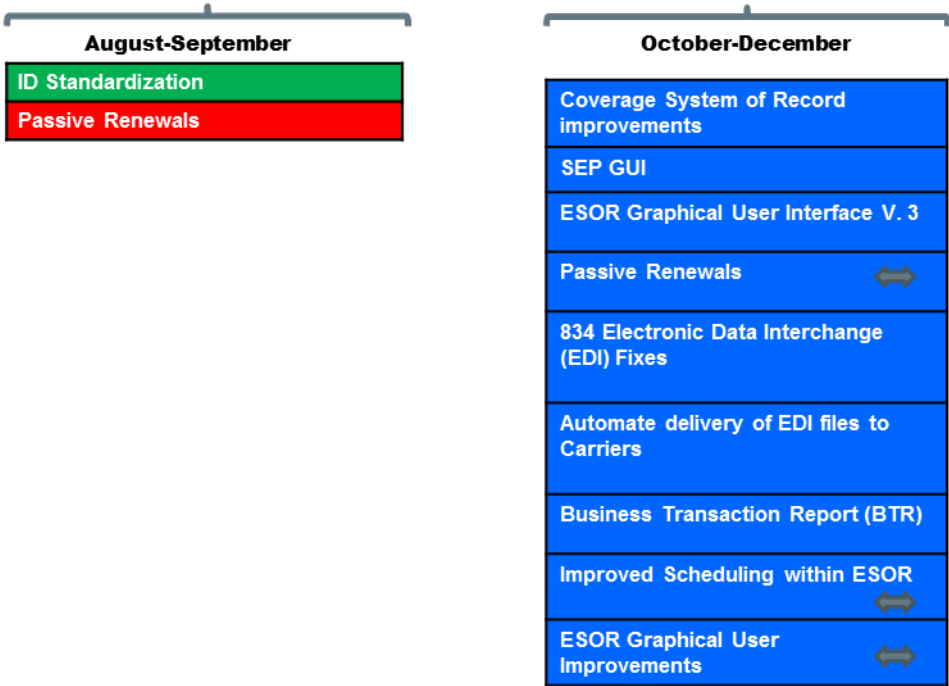 August-September
ID Standardization
Passive Renewals
October-December
Coverage System of Record
improvements
SEP GUI
ESOR Graphical User Interface V. 3
Passive Renewals
834 Electronic Data Interchange
(EDI) Fixes
Automate delivery of EDI files to
Carriers
Business Transaction Report (BTR)
Improved Scheduling within ESOR
ESOR Graphical User
Improvements